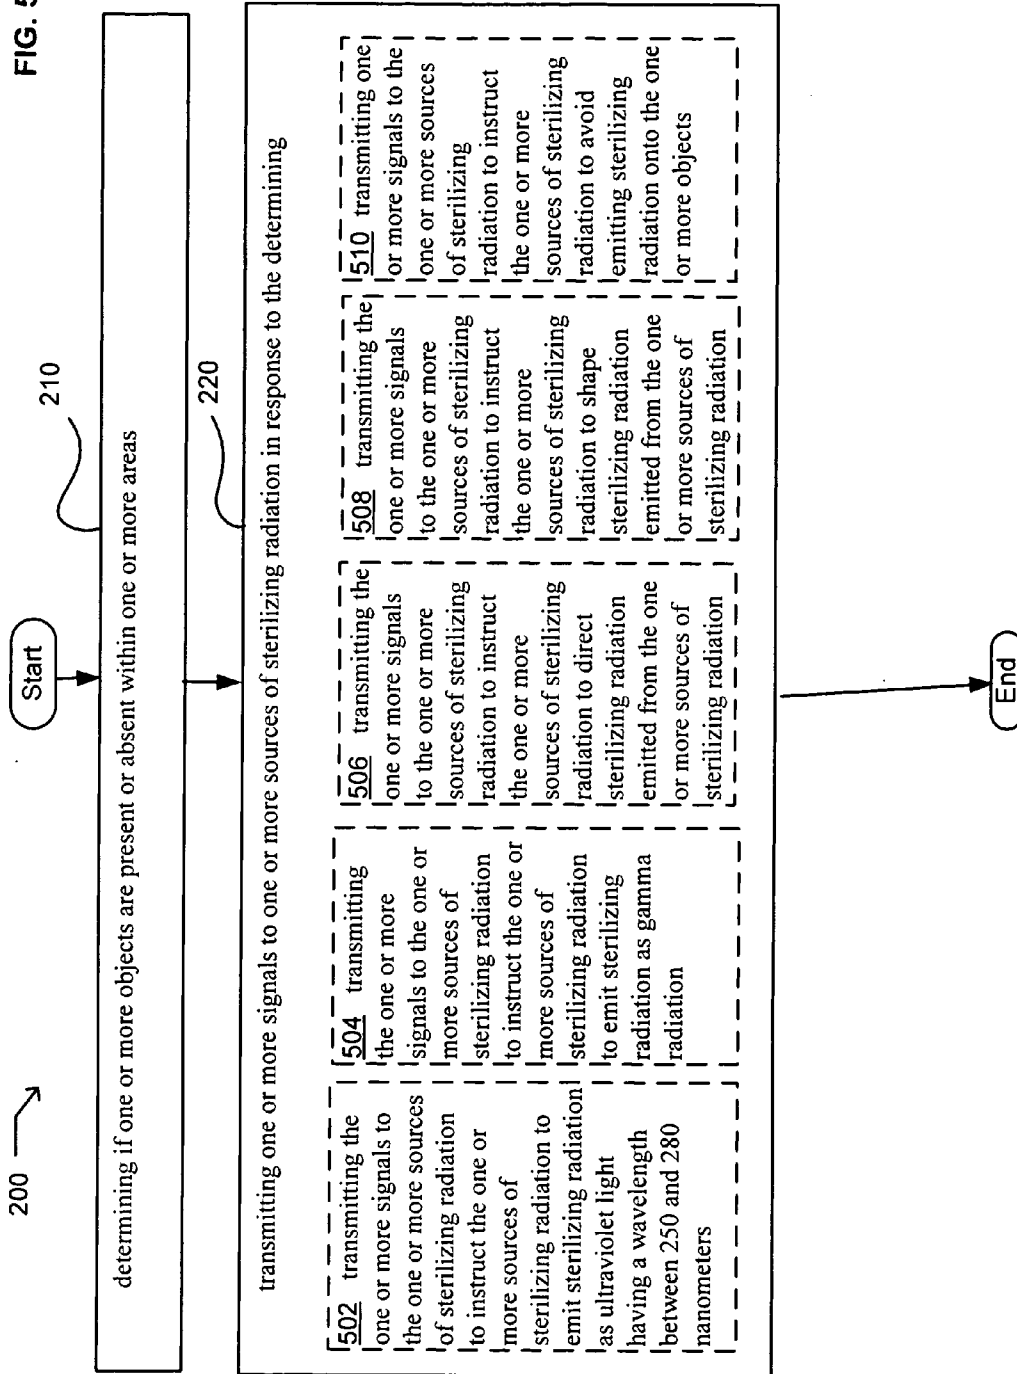 FIG. 5
200
Start
210
determining if one or more objects are present or absent within one or more areas
220
transmitting one or more signals to one or more sources of sterilizing radiation in response to the determining
502 transmitting the
one or more signals to
the one or more sources
of sterilizing radiation
to instruct the one or
more sources of
sterilizing radiation to
emit sterilizing radiation
as ultraviolet light
having a wavelength
between 250 and 280
nanometers
504 transmitting
the one or more
signals to the one or
more sources of
sterilizing radiation
to instruct the one or
more sources of
sterilizing radiation
to emit sterilizing
radiation as gamma
radiation
506 transmitting the
one or more signals
to the one or more
sources of sterilizing
radiation to instruct
the one or more
sources of sterilizing
radiation to direct
sterilizing radiation
emitted from the one
or more sources of
sterilizing radiation
508 transmitting the
one or more signals
to the one or more
sources of sterilizing
radiation to instruct
the one or more
sources of sterilizing
radiation to shape
sterilizing radiation
emitted from the one
or more sources of
sterilizing radiation
510 transmitting one
or more signals to the
one or more sources
of sterilizing
radiation to instruct
the one or more
sources of sterilizing
radiation to avoid
emitting sterilizing
radiation onto the one
or more objects
End